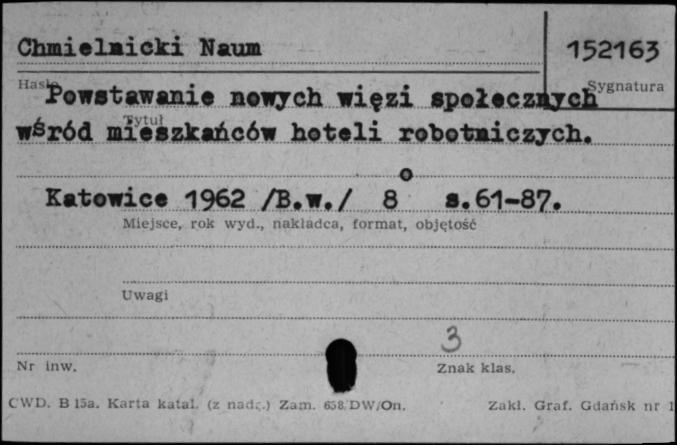 Chmielnicki Naum 152163
Hasło Sygnatura
Powstawanie nowych więzi społecznych
Tytuł
wśród mieszkańców hoteli robotniczych.
Katowice 1962 /B.w./ 8° s.61-87.
Miejsce, rok wyd., nakładca, format, objętość
Uwagi
3
Nr inw. Znak klas.
CWD. B 15a. Karta katal. (z nadr.) Zam. 658/DW/On. Zakl. Graf. Gdańsk nr 1